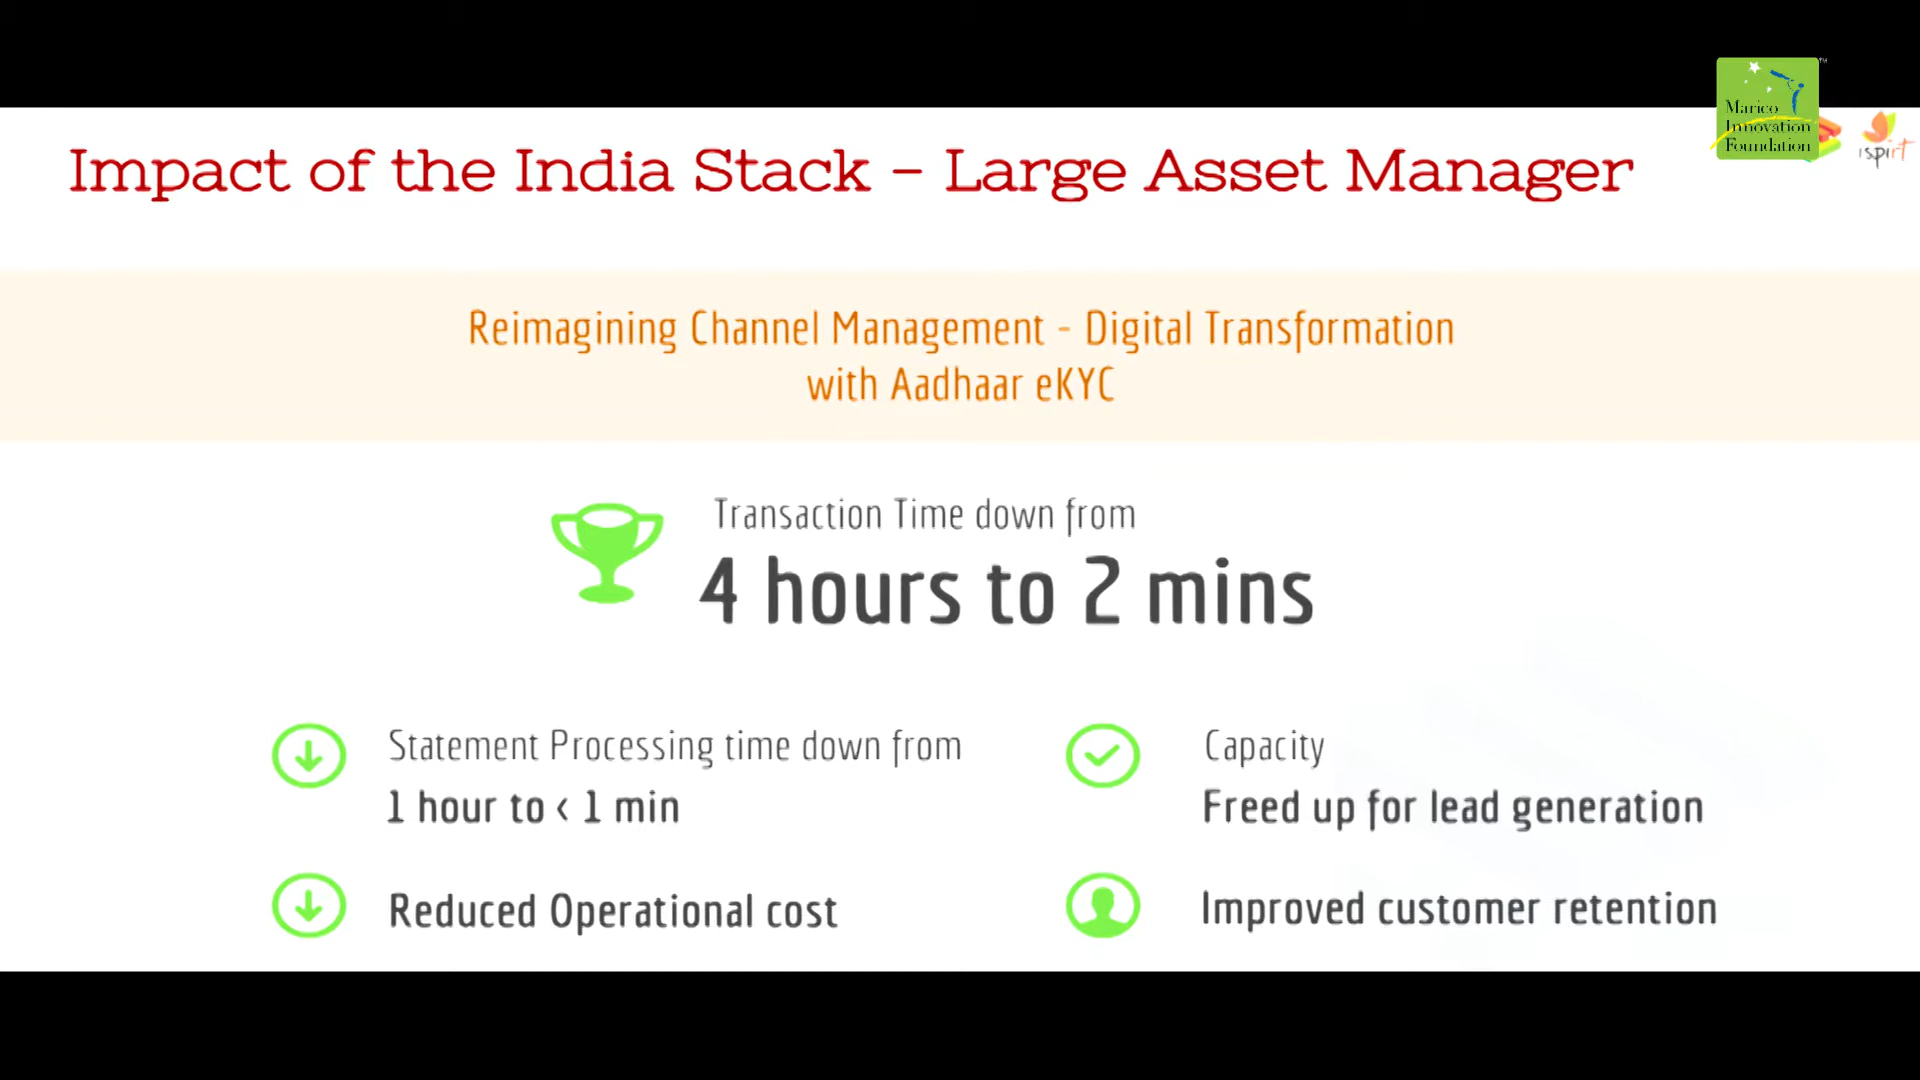 Marico
Innovation
Foundation
TM
ispirt
Impact of the India Stack – Large Asset Manager
Reimagining Channel Management - Digital Transformation
with Aadhaar eKYC
Transaction Time down from
4 hours to 2 mins
Statement Processing time down from
1 hour to < 1 min
Capacity
Freed up for lead generation
Reduced Operational cost
Improved customer retention